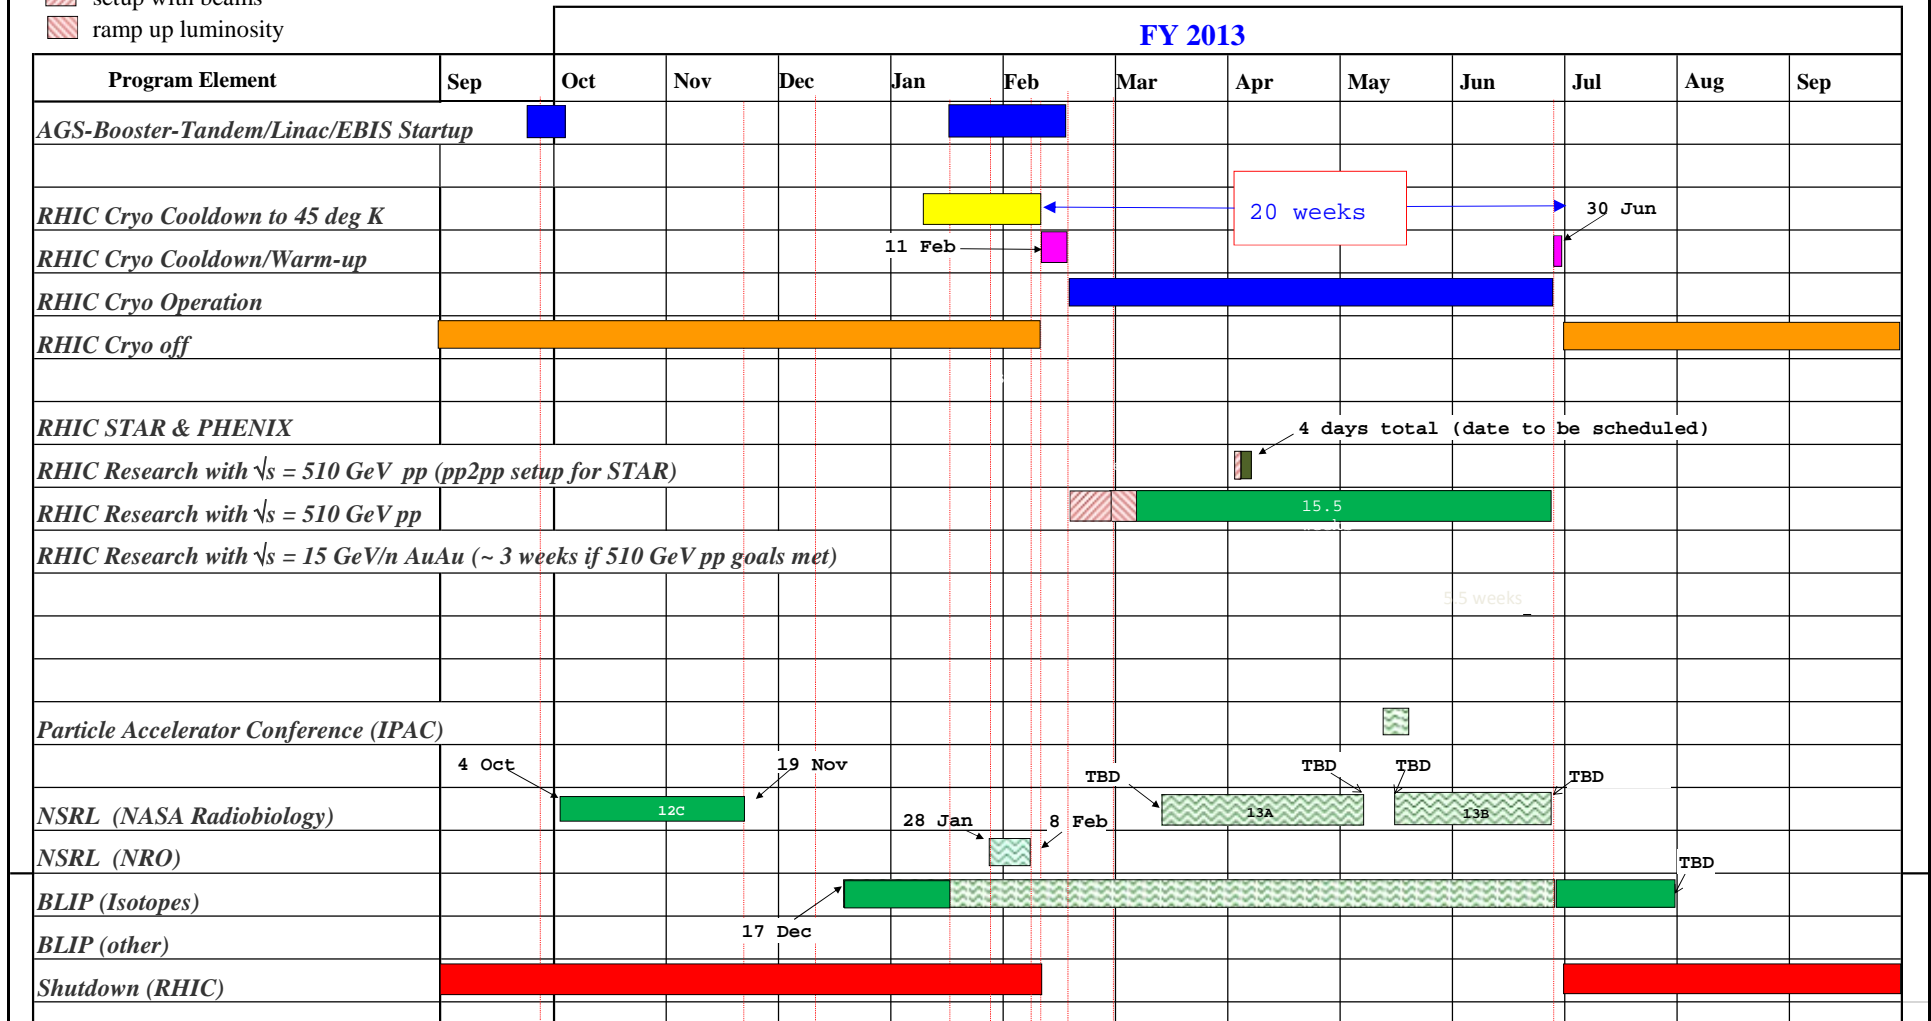 setup with beams
ramp up luminosity
FY 2013
Program Element Sep Oct Nov Dec Jan Feb Mar Apr May Jun Jul Aug Sep
AGS-Booster-Tandem/Linac/EBIS Startup
RHIC Cryo Cooldown to 45 deg K
20 weeks
30 Jun
11 Feb
RHIC Cryo Cooldown/Warm-up
RHIC Cryo Operation
RHIC Cryo off
RHIC STAR & PHENIX
4 days total (date to be scheduled)
RHIC Research with √s = 510 GeV pp (pp2pp setup for STAR)
RHIC Research with √s = 510 GeV pp
15.5
RHIC Research with √s = 15 GeV/n AuAu (~ 3 weeks if 510 GeV pp goals met)
5.5 weeks
Particle Accelerator Conference (IPAC)
4 Oct 19 Nov TBD TBD TBD TBD
NSRL (NASA Radiobiology) 12C 13A 13B
28 Jan 8 Feb
NSRL (NRO)
TBD
BLIP (Isotopes)
17 Dec
BLIP (other)
Shutdown (RHIC)